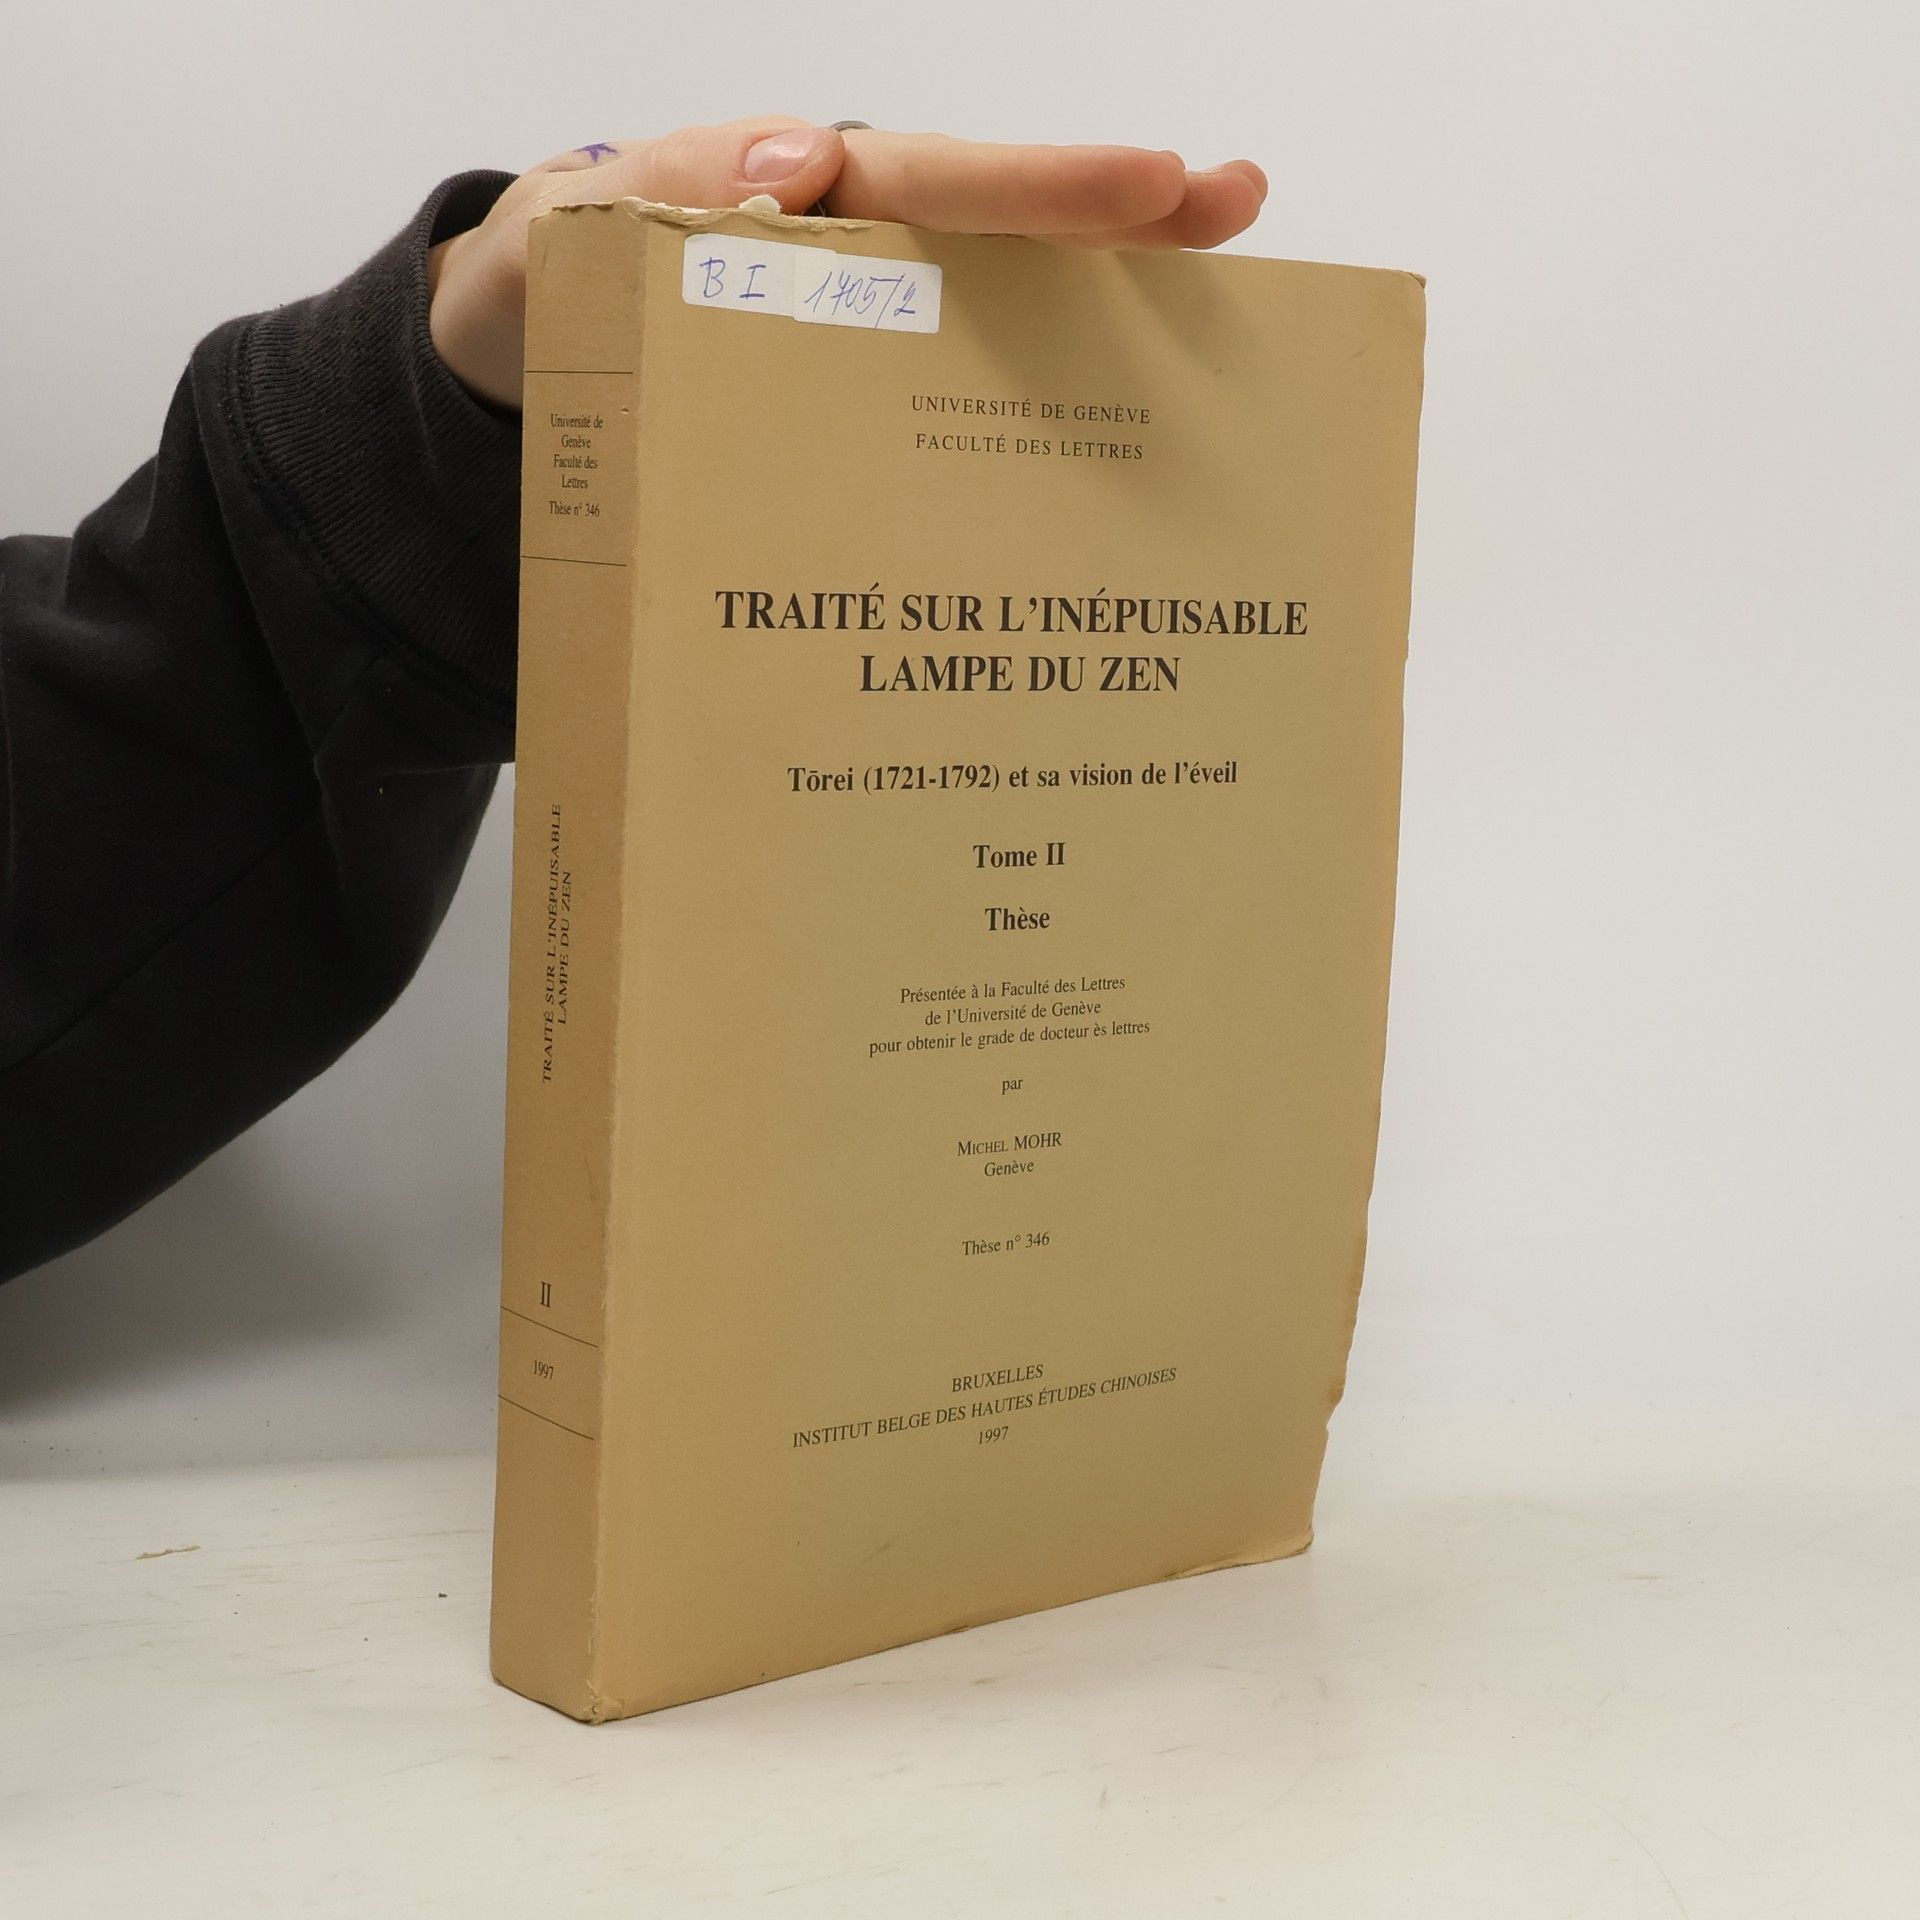 B I 1705/2
UNIVERSITÉ DE GENÈVE
FACULTÉ DES LETTRES
TRAITÉ SUR L'INÉPUISABLE
LAMPE DU ZEN
Tōrei (1721-1792) et sa vision de l'éveil
Tome II
Thèse
Présentée à la Faculté des Lettres
de l'Université de Genève
pour obtenir le grade de docteur ès lettres
par
MICHEL MOHR
Genève
Thèse n° 346
BRUXELLES
INSTITUT BELGE DES HAUTES ÉTUDES CHINOISES
1997
Université de
Genève
Faculté des
Lettres
Thèse n° 346
TRAITÉ SUR L'INÉPUISABLE
LAMPE DU ZEN
II
1997